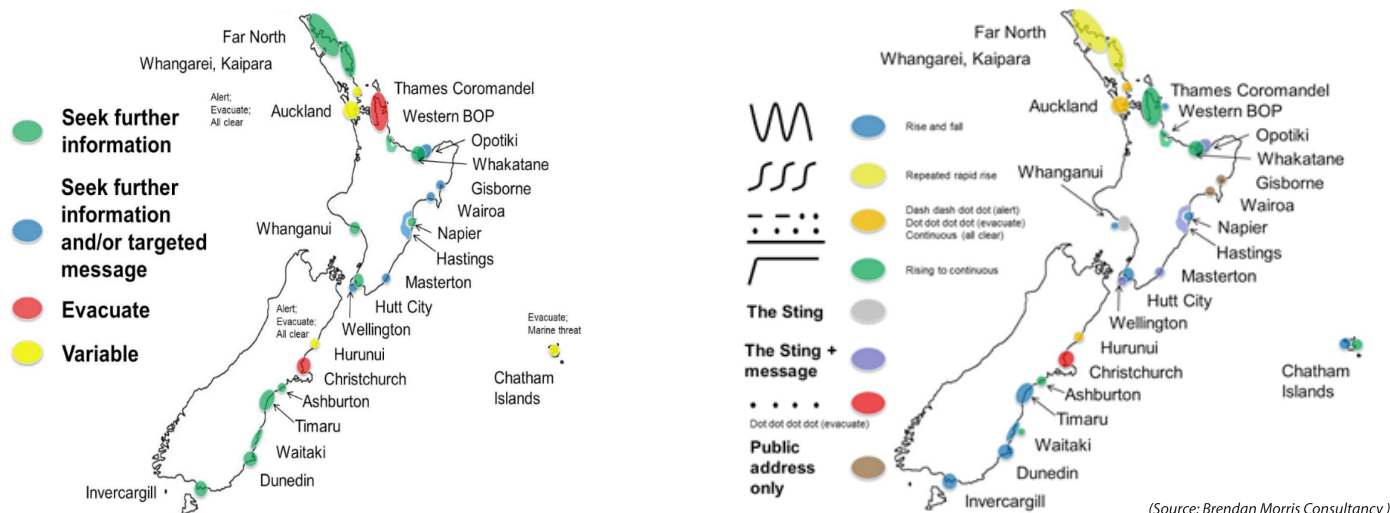 Far North
Whangarei, Kaipara
Alert;
Evacuate;
All clear
Auckland
Thames Coromandel
Western BOP
Opotiki
Whakatane
Gisborne
Wairoa
Napier
Hastings
Masterton
Hutt City
Wellington
Whanganui
Alert;
Evacuate;
All clear
Hurunui
Christchurch
Ashburton
Timaru
Waitaki
Dunedin
Invercargill
Evacuate;
Marine threat
Chatham
Islands
Seek further
information
Seek further
information
and/or targeted
message
Evacuate
Variable
Far North
Whangarei, Kaipara
Auckland
Thames Coromandel
Western BOP
Opotiki
Whakatane
Whanganui
Gisborne
Wairoa
Napier
Hastings
Masterton
Hutt City
Wellington
Hurunui
Christchurch
Ashburton
Timaru
Waitaki
Dunedin
Invercargill
Chatham
Islands
Rise and fall
Repeated rapid rise
Dash dash dot dot (alert)
Dot dot dot dot (evacuate)
Continuous (all clear)
Rising to continuous
The Sting
The Sting +
message
Dot dot dot dot (evacuate)
Public
address
only
(Source: Brendan Morris Consultancy )